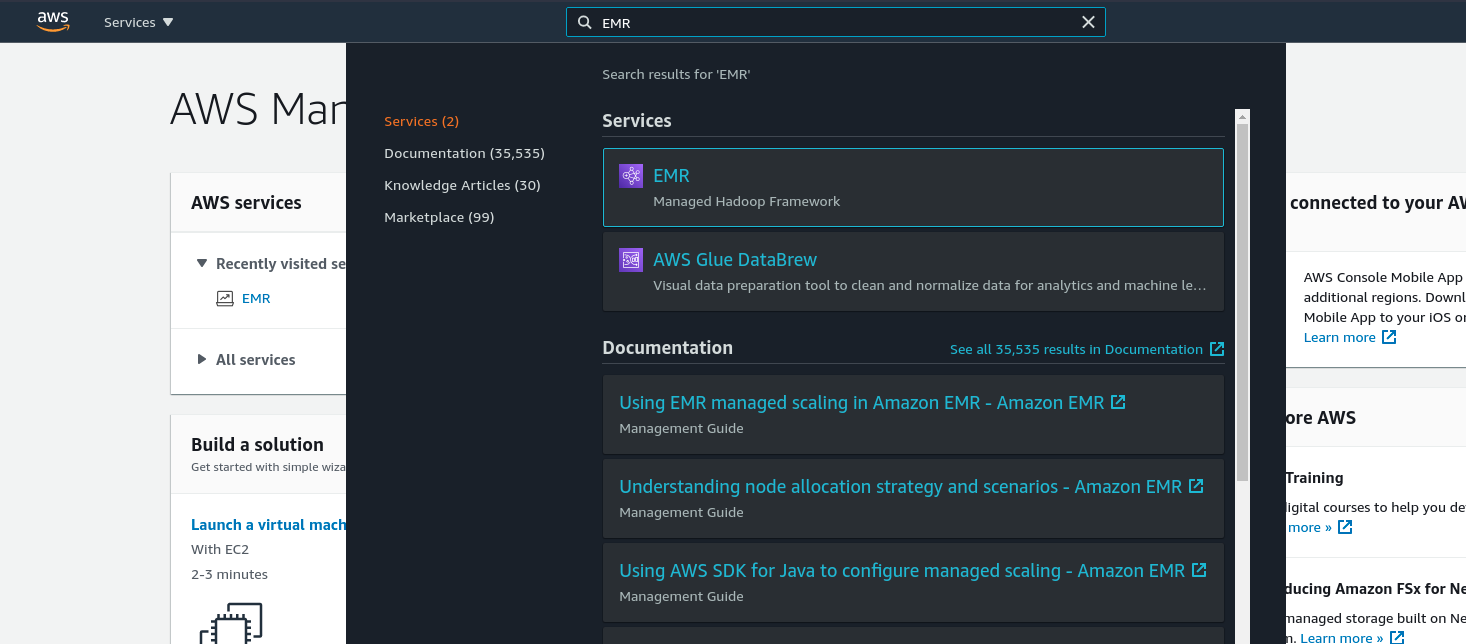 aws
Services
EMR
Search results for 'EMR'
AWS Man
Services (2)
Documentation (35,535)
Knowledge Articles (30)
Marketplace (99)
Services
EMR
Managed Hadoop Framework
AWS Glue DataBrew
Visual data preparation tool to clean and normalize data for analytics and machine le...
Documentation
See all 35,535 results in Documentation
Using EMR managed scaling in Amazon EMR - Amazon EMR
Management Guide
Understanding node allocation strategy and scenarios - Amazon EMR
Management Guide
Using AWS SDK for Java to configure managed scaling - Amazon EMR
Management Guide
AWS services
Recently visited se
EMR
All services
Build a solution
Get started with simple wiza
Launch a virtual mach
With EC2
2-3 minutes
connected to your AW
AWS Console Mobile App
additional regions. Downl
Mobile App to your iOS o
Learn more
ore AWS
Training
igital courses to help you de
more »
ducing Amazon FSx for Ne
managed storage built on Ne
n. Learn more »